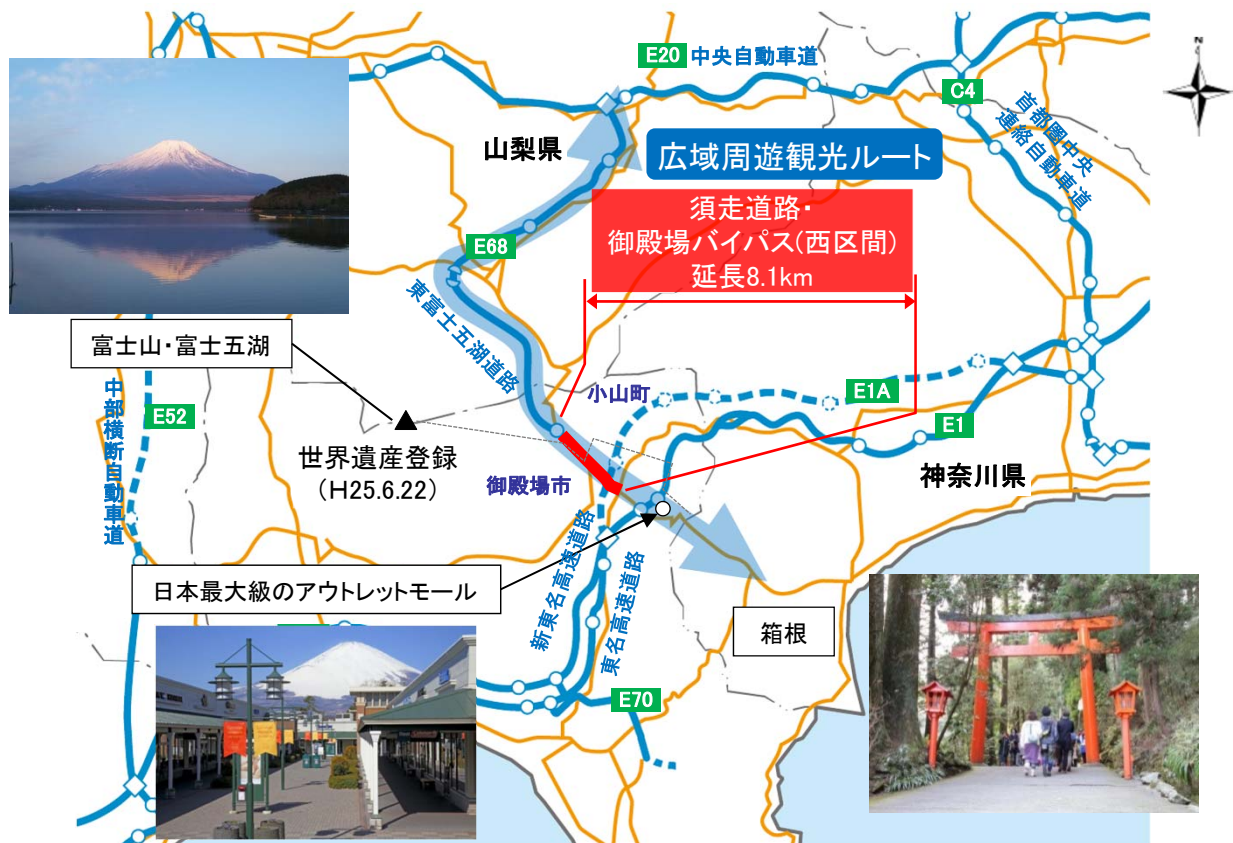 N
E20 中央自動車道
C4
首都圏中央
連絡自動車道
山梨県
広域周遊観光ルート
須走道路・
御殿場バイパス(西区間)
延長8.1km
E68
東富士五湖道路
富士山・富士五湖
小山町
E1A
E1
中部横断自動車道
E52
世界遺産登録
(H25.6.22)
御殿場市
神奈川県
新東名高速道路
東名高速道路
日本最大級のアウトレットモール
箱根
E70